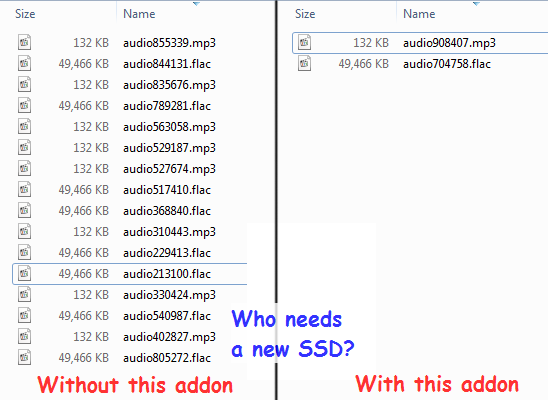 Size Name
132 KB audio855339.mp3
49,466 KB audio844131.flac
132 KB audio835676.mp3
49,466 KB audio789281.flac
132 KB audio563058.mp3
132 KB audio529187.mp3
132 KB audio527674.mp3
49,466 KB audio517410.flac
49,466 KB audio368840.flac
132 KB audio310443.mp3
49,466 KB audio229413.flac
49,466 KB audio213100.flac
132 KB audio330424.mp3
49,466 KB audio540987.flac
132 KB audio402827.mp3
49,466 KB audio805272.flac
Without this addon
Who needs
a new SSD?
Size Name
132 KB audio908407.mp3
49,466 KB audio704758.flac
With this addon